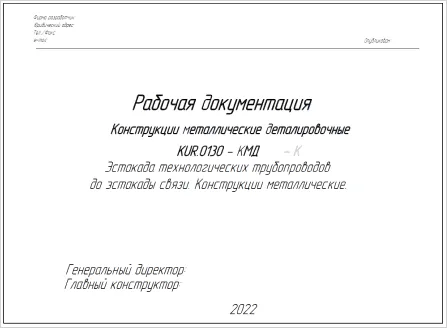 Фирма разработчик
Юридический адрес
Тел./Факс
e-mail
Опубликован
Рабочая документация
Конструкции металлические деталировочные
KUR.0130 - КМД - К
Эстакада технологических трубопроводов
до эстакады связи. Конструкции металлические.
Генеральный директор:
Главный конструктор:
2022